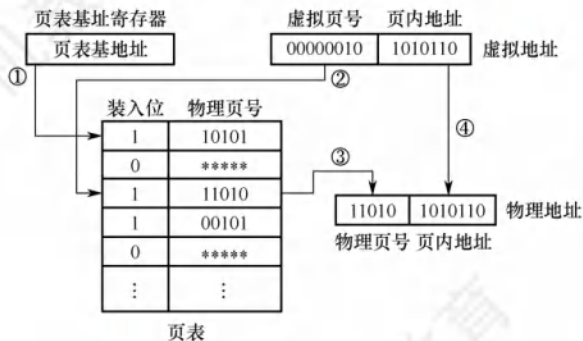 页表基址寄存器
页表基地址
虚拟页号 页内地址
00000010 1010110 虚拟地址
① ②
装入位 物理页号
④
1 10101
0 *****
③
1 11010
1 00101
11010 1010110 物理地址
0 *****
物理页号 页内地址
⋮ ⋮
页表